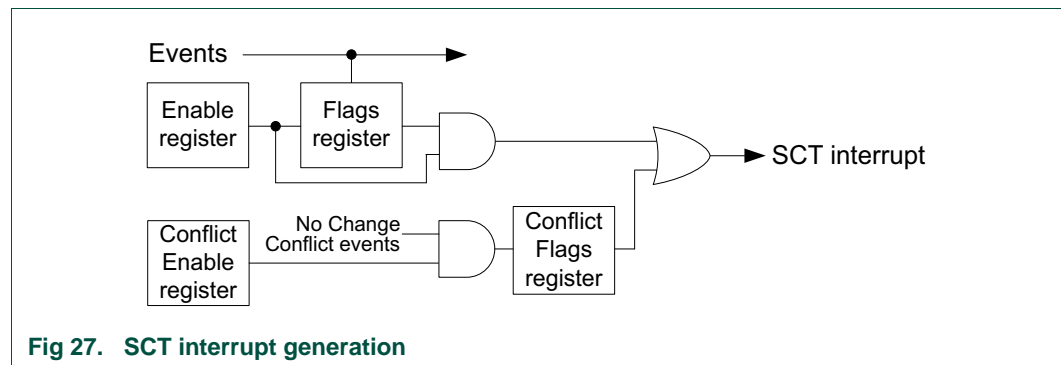 Events
Enable
register
Flags
register
SCT interrupt
No Change
Conflict events
Conflict
Enable
register
Conflict
Flags
register
Fig 27. SCT interrupt generation